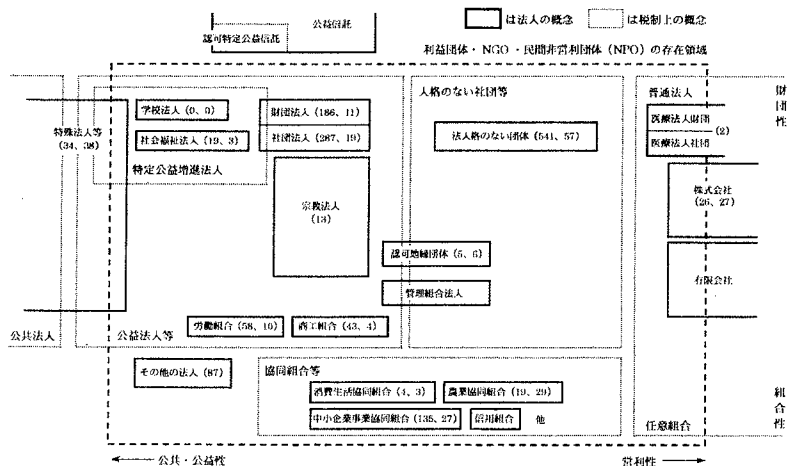 公益信託
認可特定公益信託
は法人の概念
は税制上の概念
利益団体・NGO・民間非営利団体（NPO）の存在領域
人格のない社団等
普通法人
財団性
学校法人（0、0）
財団法人（186、11）
医療法人財団
特殊法人等
（34、38）
社会福祉法人（19、3）
社団法人（287、19）
法人格のない団体（541、57）
（2）
医療法人社団
特定公益増進法人
宗教法人
（13）
株式会社
（26、27）
認可地縁団体（5、6）
管理組合法人
有限会社
労働組合（58、10）
商工組合（43、4）
公共法人
公益法人等
その他の法人（87）
協同組合等
消費生活協同組合（4、3）
農業協同組合（19、29）
中小企業事業協同組合（135、27）
信用組合
他
任意組合
組合性
公共・公益性
営利性